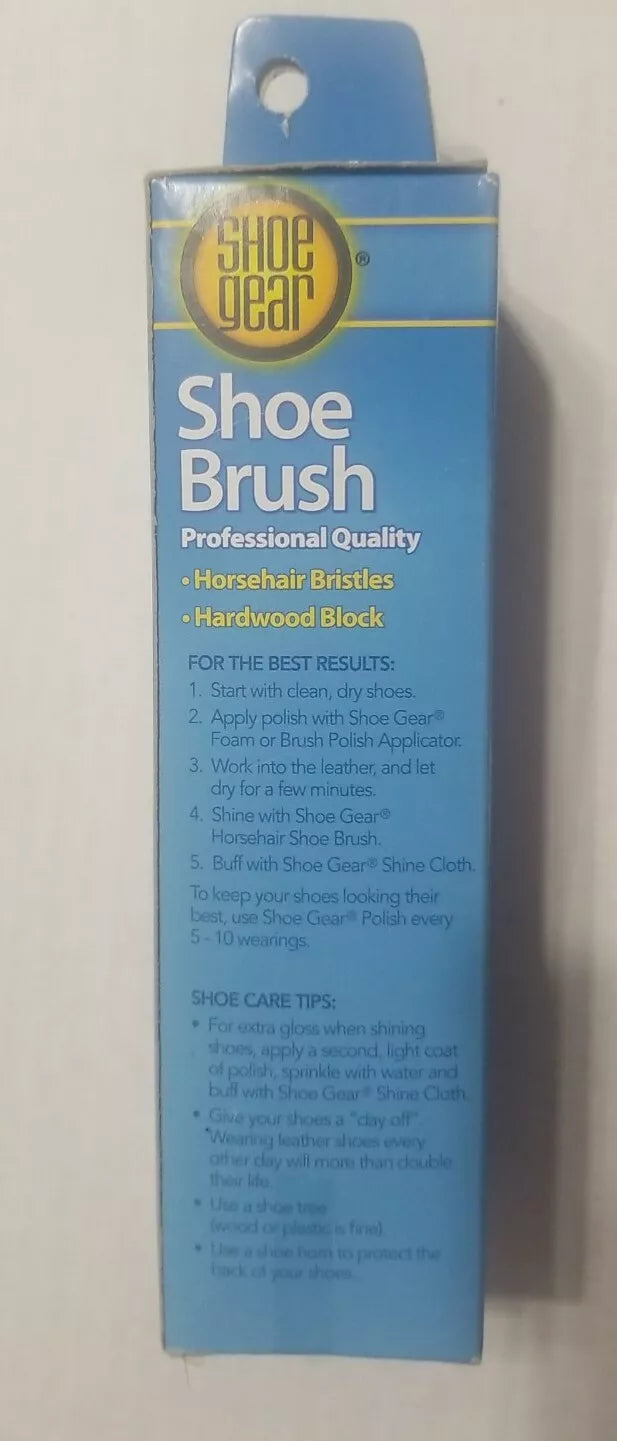 SHOE
gear®
Shoe
Brush
Professional Quality
• Horsehair Bristles
• Hardwood Block
FOR THE BEST RESULTS:
1. Start with clean, dry shoes.
2. Apply polish with Shoe Gear®
Foam or Brush Polish Applicator.
3. Work into the leather, and let
dry for a few minutes.
4. Shine with Shoe Gear®
Horsehair Shoe Brush.
5. Buff with Shoe Gear® Shine Cloth.
To keep your shoes looking their
best, use Shoe Gear® Polish every
5 - 10 wearings.
SHOE CARE TIPS:
• For extra gloss when shining
shoes, apply a second, light coat
of polish, sprinkle with water and
buff with Shoe Gear® Shine Cloth.
• Give your shoes a "day off".
Wearing leather shoes every
other day will more than double
their life.
• Use a shoe tree
(wood or plastic is fine).
• Use a shoe horn to protect the
back of your shoes.